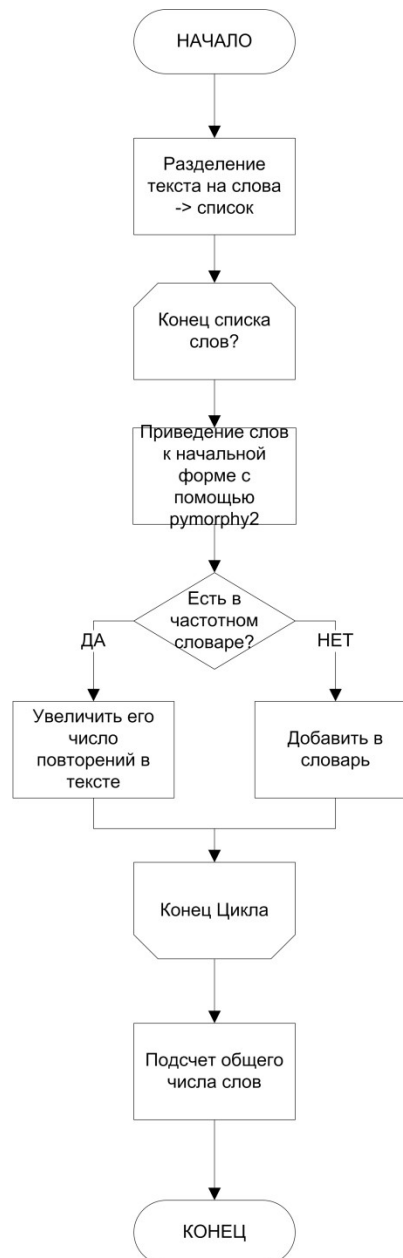 НАЧАЛО
Разделение
текста на слова
-> список
Конец списка
слов?
Приведение слов
к начальной
форме с
помощью
pymorphy2
Есть в
частотном
словаре?
ДА
НЕТ
Увеличить его
число
повторений в
тексте
Добавить в
словарь
Конец Цикла
Подсчет общего
числа слов
КОНЕЦ